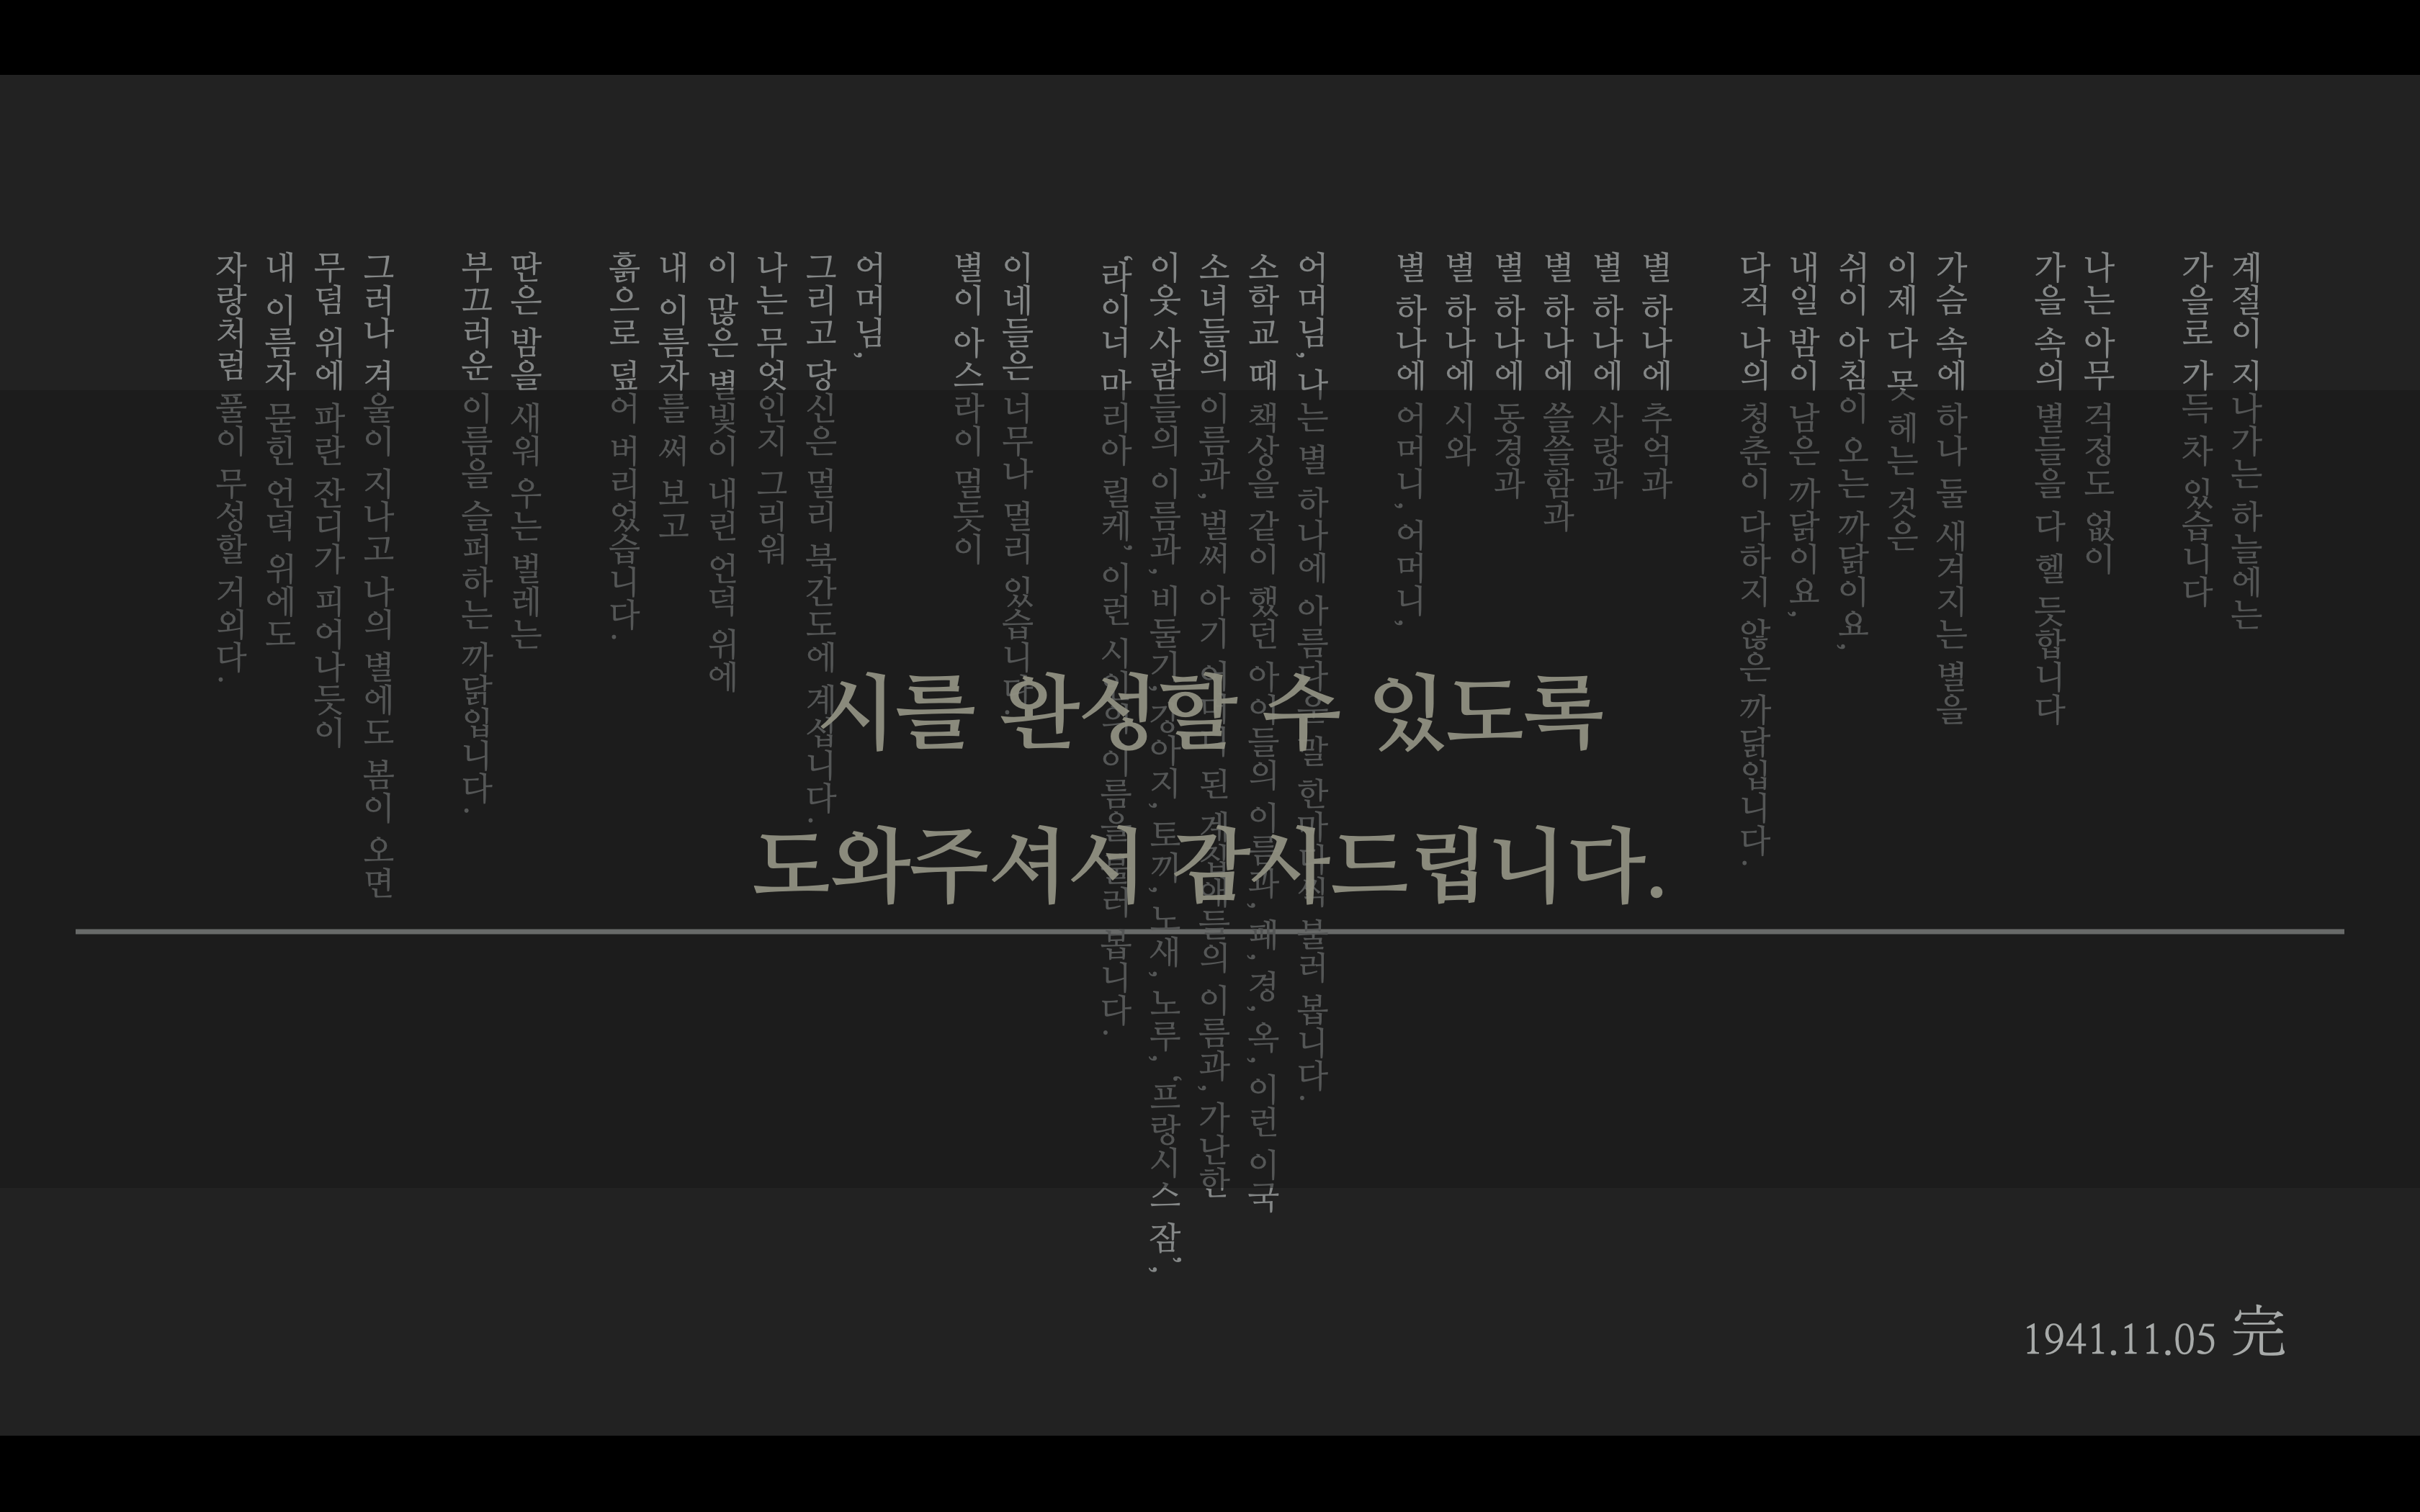 계절이 지나가는 하늘에는
가을로 가득 차 있습니다
나는 아무 걱정도 없이
가을 속의 별들을 다 헬 듯합니다
가슴 속에 하나 둘 새겨지는 별을
이제 다 못 헤는 것은
쉬이 아침이 오는 까닭이요,
내일 밤이 남은 까닭이요,
다직 나의 청춘이 다하지 않은 까닭입니다.
별 하나에 추억과
별 하나에 사랑과
별 하나에 쓸쓸함과
별 하나에 동경과
별 하나에 시와
별 하나에 어머니, 어머니,
어머님, 나는 별 하나에 아름다운 말 한마디씩 불러 봅니다.
소학교 때 책상을 같이 했던 아이들의 이름과, 패, 경, 옥, 이런 이국
소녀들의 이름과, 벌써 아기 어머니 된 계집애들의 이름과, 가난한
이웃 사람들의 이름과, 비둘기, 강아지, 토끼, 노새, 노루, ‘프랑시스 잠’,
‘라이너 마리아 릴케’, 이런 시인의 이름을 불러 봅니다.
이네들은 너무나 멀리 있습니다.
별이 아스라이 멀듯이
어머님,
그리고 당신은 멀리 북간도에 계십니다.
나는 무엇인지 그리워
이 많은 별빛이 내린 언덕 위에
내 이름자를 써 보고
흙으로 덮어 버리었습니다.
딴은 밤을 새워 우는 벌레는
부끄러운 이름을 슬퍼하는 까닭입니다.
그러나 겨울이 지나고 나의 별에도 봄이 오면
무덤 위에 파란 잔디가 피어나듯이
내 이름자 묻힌 언덕 위에도
자랑처럼 풀이 무성할 거외다.
시를 완성할 수 있도록
도와주셔서 감사드립니다.
1941.11.05 完